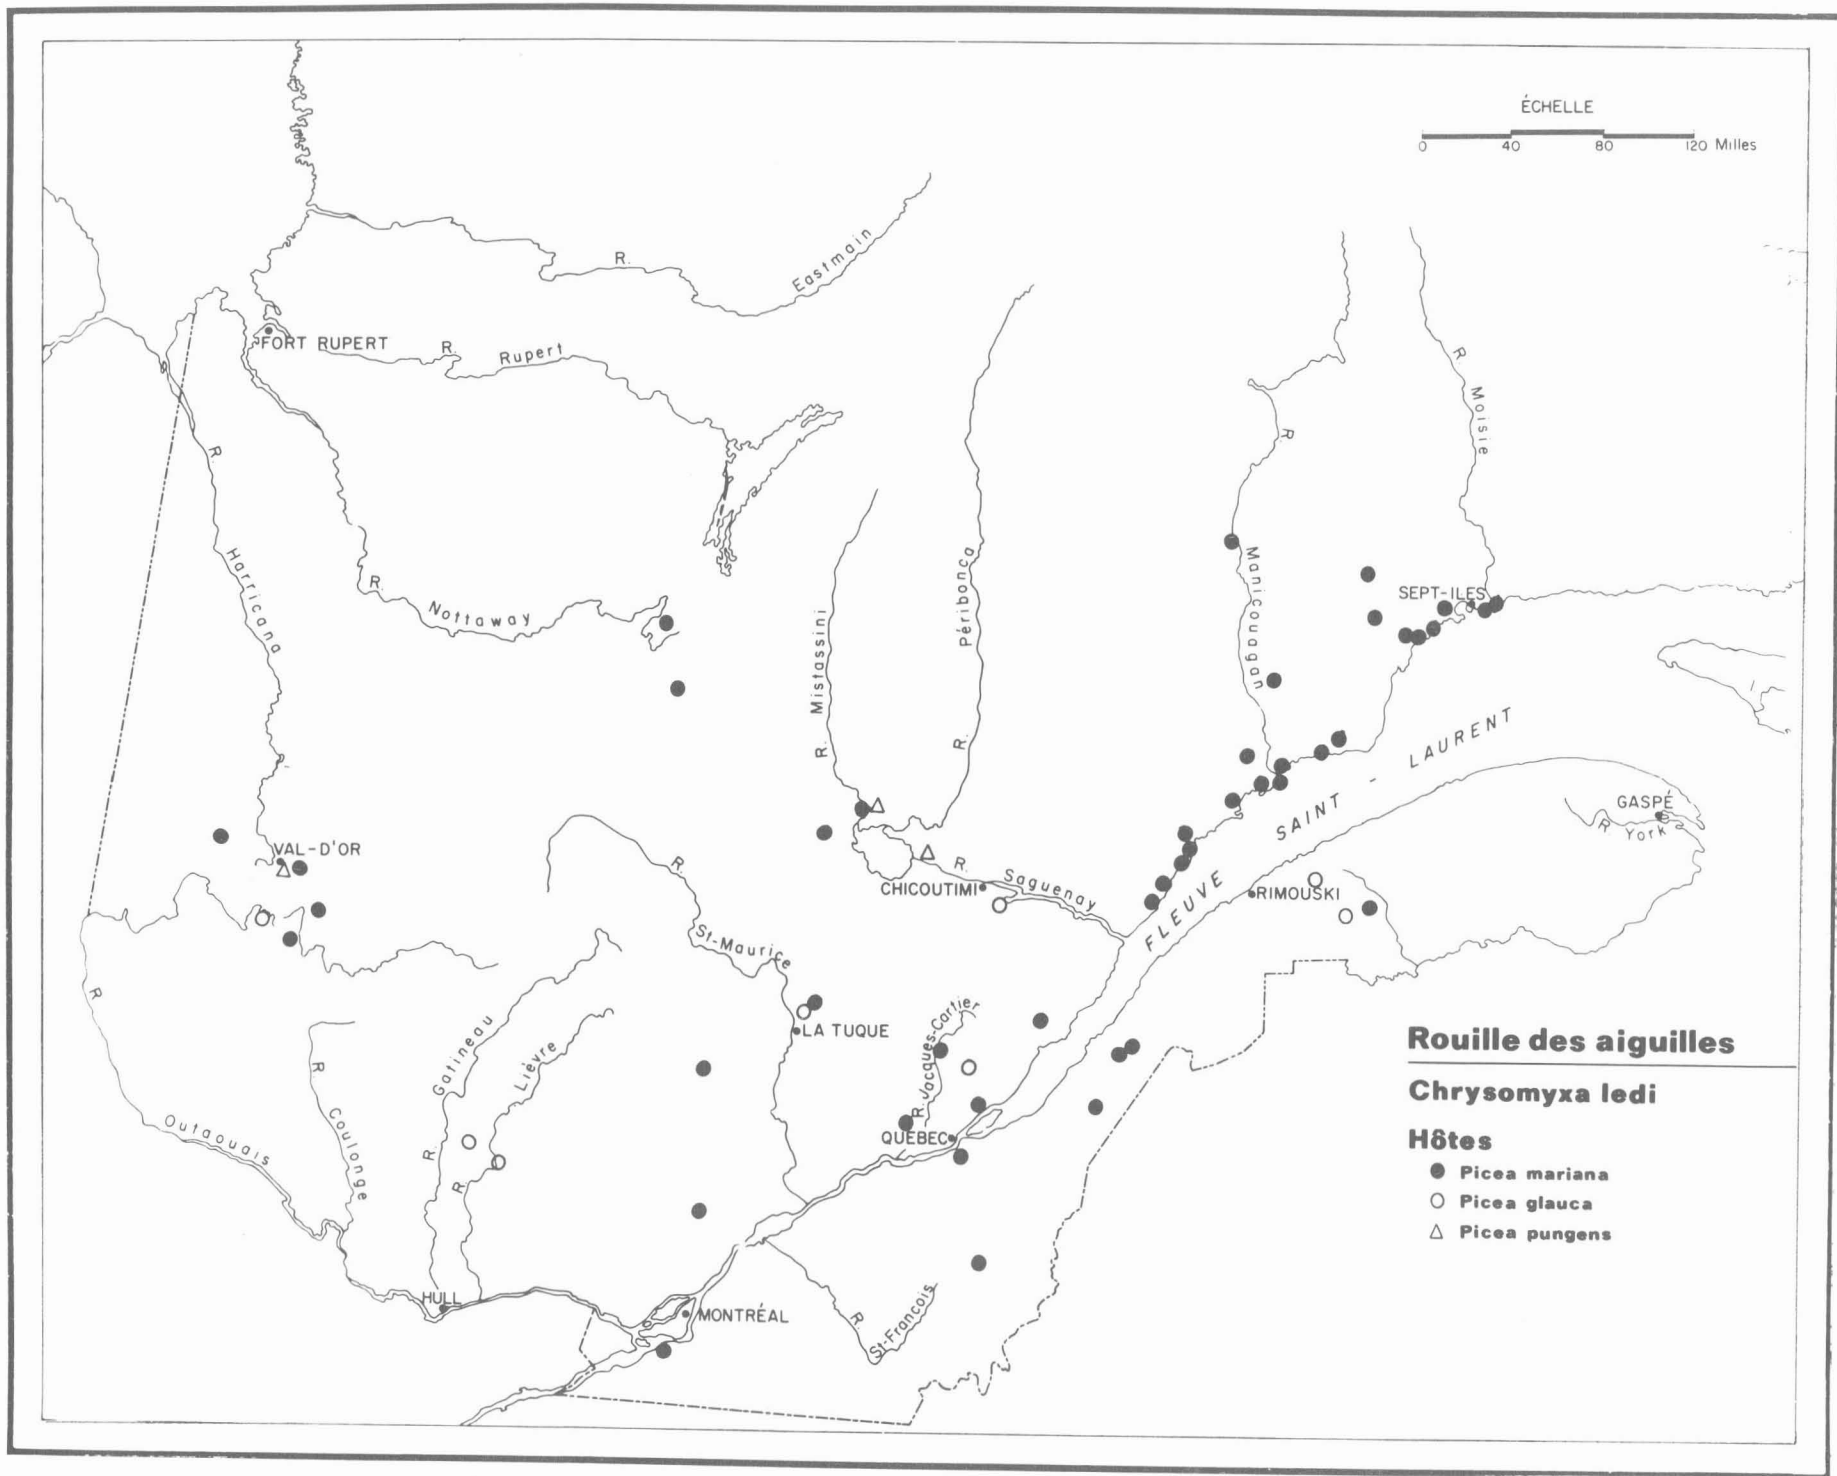 ÉCHELLE
0 40 80 120 Milles
R. Eastmain
FORT RUPERT
R. Rupert
R. Moisie
R. Manicouagan
R. Harricana
R. Nottaway
R. Mistassini
R. Péribonca
SEPT-ILES
FLEUVE SAINT-LAURENT
GASPÉ
R. York
VAL-D'OR
CHICOUTIMI
R. Saguenay
RIMOUSKI
R. St-Maurice
LA TUQUE
R. Jacques-Cartier
R. Gatineau
R. Lièvre
R. Coulonge
R. Outaouais
QUÉBEC
HULL
MONTRÉAL
R. St-François
Rouille des aiguilles
Chrysomyxa ledi
Hôtes
Picea mariana
Picea glauca
Picea pungens